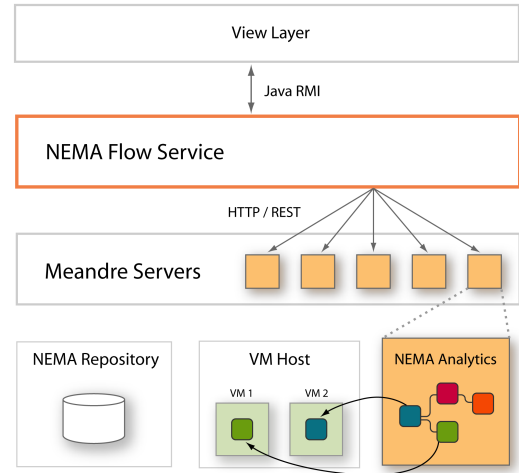 View Layer
Java RMI
NEMA Flow Service
HTTP / REST
Meandre Servers
NEMA Repository
VM Host
NEMA Analytics
VM 1
VM 2